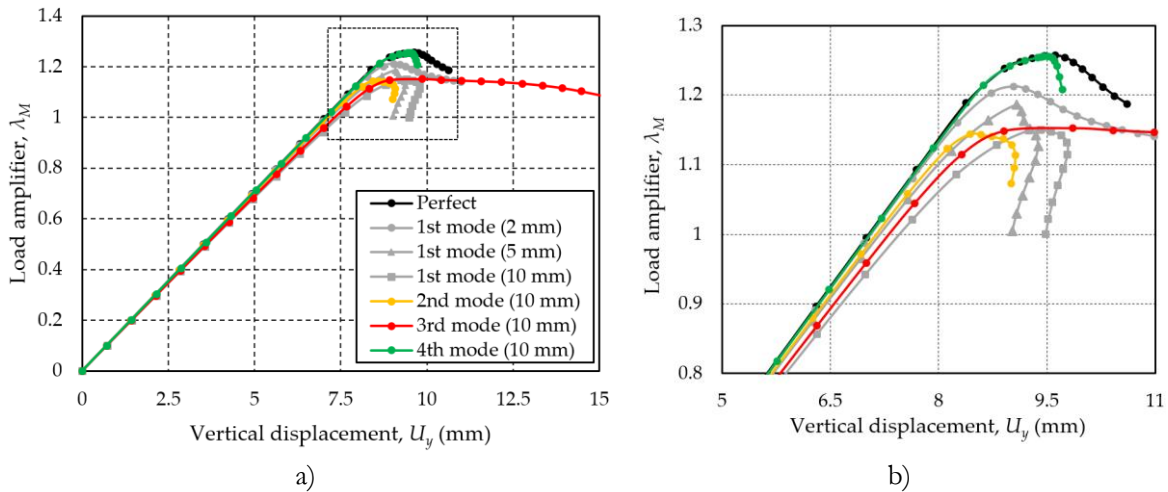 1.4
1.2
1
0.8
0.6
0.4
0.2
0
0
2.5
5
7.5
10
12.5
15
Load amplifier, λM
Vertical displacement, Uy (mm)
Perfect
1st mode (2 mm)
1st mode (5 mm)
1st mode (10 mm)
2nd mode (10 mm)
3rd mode (10 mm)
4th mode (10 mm)
a)
1.3
1.2
1.1
1
0.9
0.8
5
6.5
8
9.5
11
Load amplifier, λM
Vertical displacement, Uy (mm)
b)